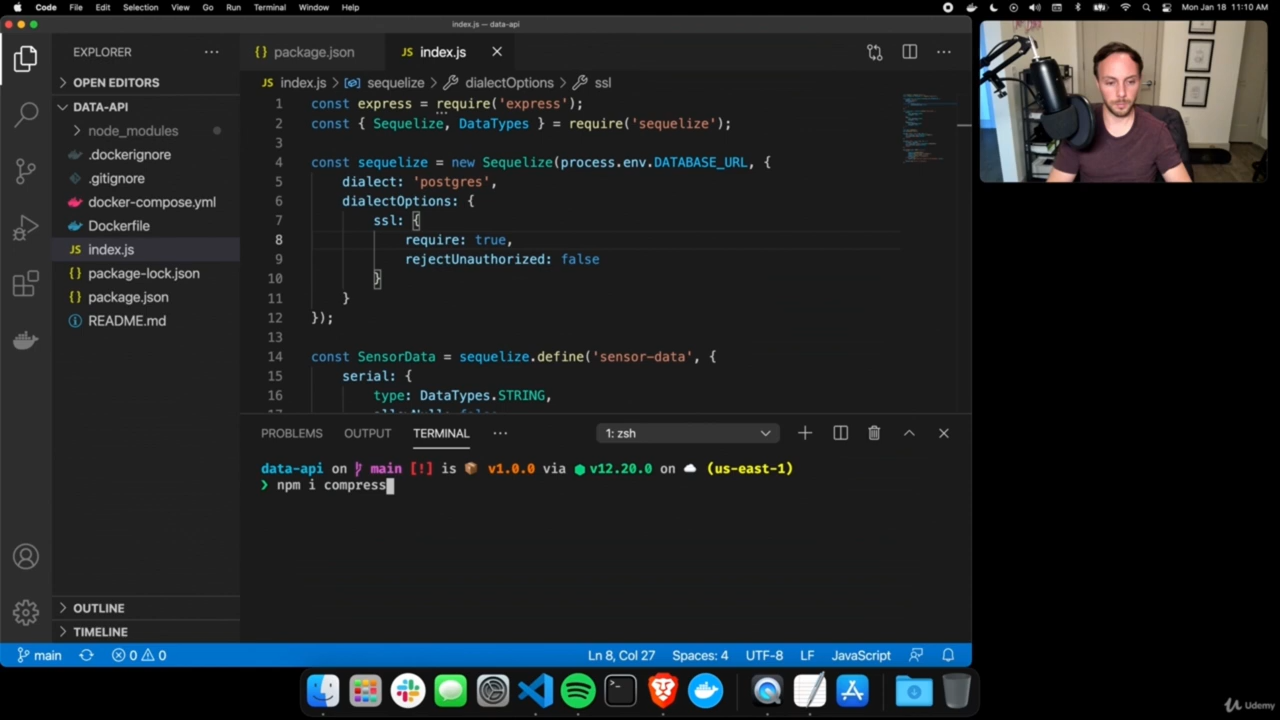 Code File Edit Selection View Go Run Terminal Window Help Mon Jan 18 11:10 AM
index.js — data-api
EXPLORER
OPEN EDITORS
DATA-API
node_modules
.dockerignore
.gitignore
docker-compose.yml
Dockerfile
index.js
package-lock.json
package.json
README.md
OUTLINE
TIMELINE
package.json index.js
index.js > sequelize > dialectOptions > ssl
1 const express = require('express');
2 const { Sequelize, DataTypes } = require('sequelize');
3
4 const sequelize = new Sequelize(process.env.DATABASE_URL, {
5 dialect: 'postgres',
6 dialectOptions: {
7 ssl: {
8 require: true,
9 rejectUnauthorized: false
10 }
11 }
12 });
13
14 const SensorData = sequelize.define('sensor-data', {
15 serial: {
16 type: DataTypes.STRING,
17 allowNull: false
PROBLEMS OUTPUT TERMINAL ··· 1: zsh
data-api on main [!] is v1.0.0 via v12.20.0 on (us-east-1)
❯ npm i compress
main 0 0 Ln 8, Col 27 Spaces: 4 UTF-8 LF JavaScript
Udemy